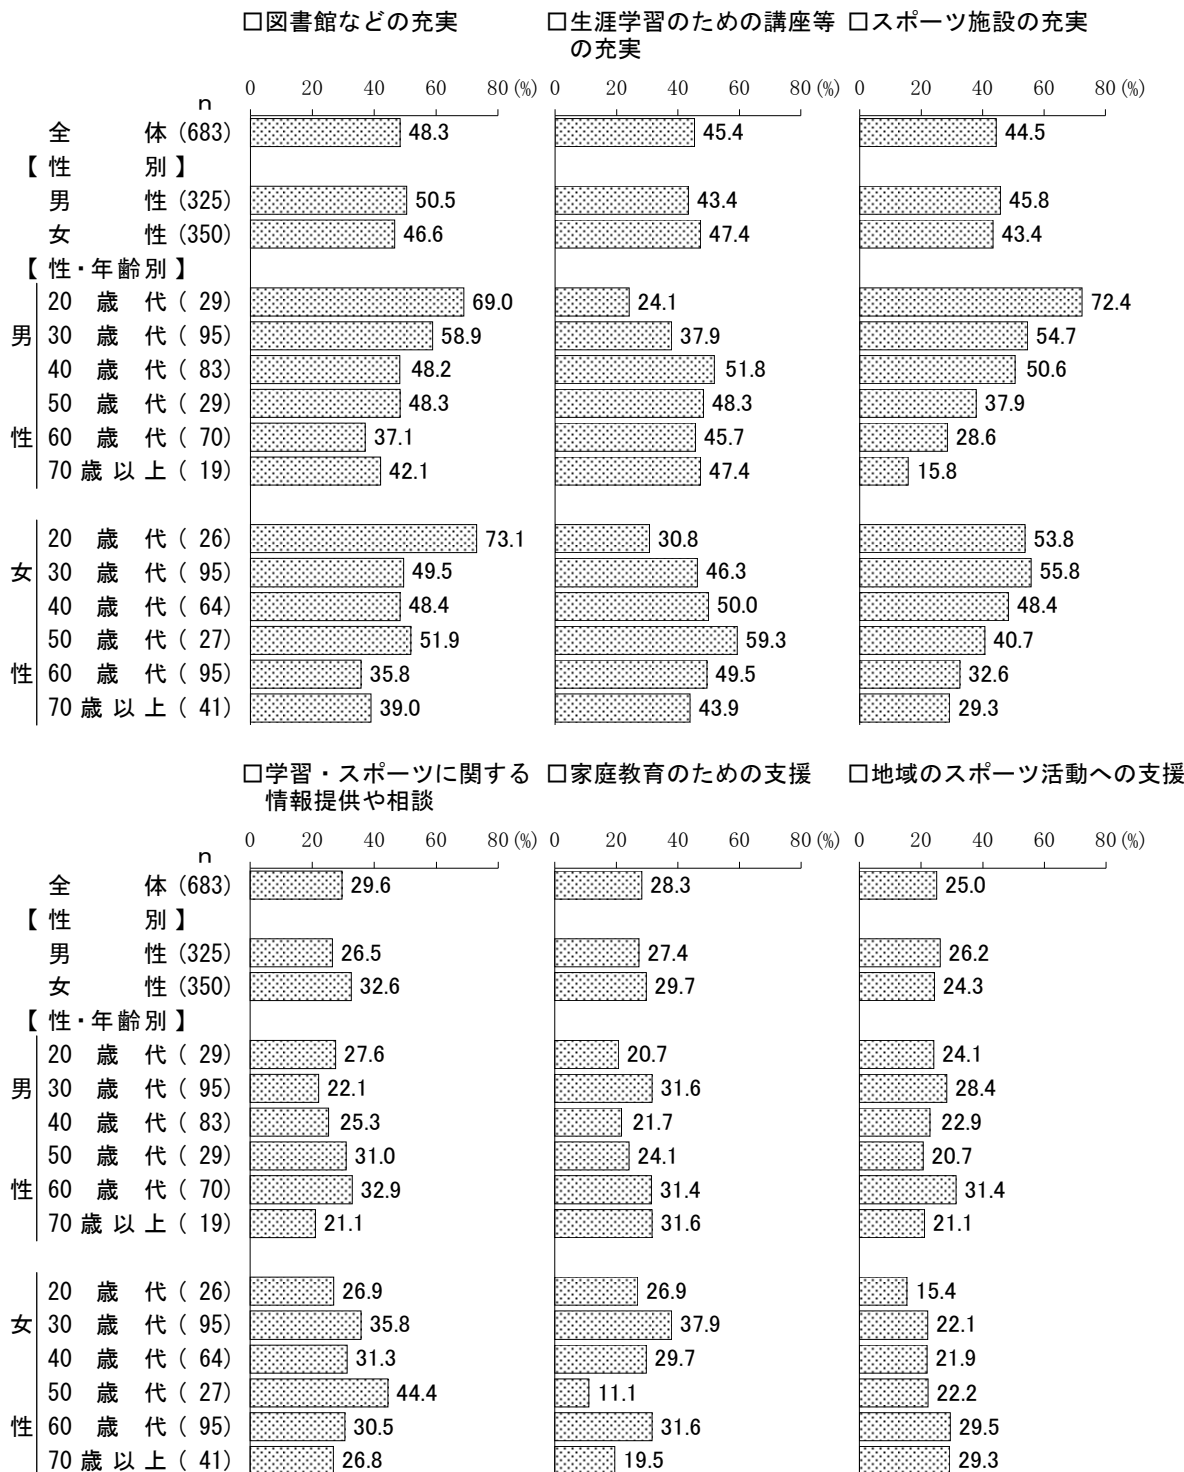 □図書館などの充実 □生涯学習のための講座等 □スポーツ施設の充実
の充実
0 20 40 60 80 (%) 0 20 40 60 80 (%) 0 20 40 60 80 (%)
n
全 体 (683) 48.3 45.4 44.5
【 性 別 】
男 性 (325) 50.5 43.4 45.8
女 性 (350) 46.6 47.4 43.4
【 性・年齢別 】
20 歳 代 ( 29) 69.0 24.1 72.4
男 30 歳 代 ( 95) 58.9 37.9 54.7
40 歳 代 ( 83) 48.2 51.8 50.6
50 歳 代 ( 29) 48.3 48.3 37.9
性 60 歳 代 ( 70) 37.1 45.7 28.6
70 歳 以 上 ( 19) 42.1 47.4 15.8
20 歳 代 ( 26) 73.1 30.8 53.8
女 30 歳 代 ( 95) 49.5 46.3 55.8
40 歳 代 ( 64) 48.4 50.0 48.4
50 歳 代 ( 27) 51.9 59.3 40.7
性 60 歳 代 ( 95) 35.8 49.5 32.6
70 歳 以 上 ( 41) 39.0 43.9 29.3
□学習・スポーツに関する □家庭教育のための支援 □地域のスポーツ活動への支援
情報提供や相談
0 20 40 60 80 (%) 0 20 40 60 80 (%) 0 20 40 60 80 (%)
n
全 体 (683) 29.6 28.3 25.0
【 性 別 】
男 性 (325) 26.5 27.4 26.2
女 性 (350) 32.6 29.7 24.3
【 性・年齢別 】
20 歳 代 ( 29) 27.6 20.7 24.1
男 30 歳 代 ( 95) 22.1 31.6 28.4
40 歳 代 ( 83) 25.3 21.7 22.9
50 歳 代 ( 29) 31.0 24.1 20.7
性 60 歳 代 ( 70) 32.9 31.4 31.4
70 歳 以 上 ( 19) 21.1 31.6 21.1
20 歳 代 ( 26) 26.9 26.9 15.4
女 30 歳 代 ( 95) 35.8 37.9 22.1
40 歳 代 ( 64) 31.3 29.7 21.9
50 歳 代 ( 27) 44.4 11.1 22.2
性 60 歳 代 ( 95) 30.5 31.6 29.5
70 歳 以 上 ( 41) 26.8 19.5 29.3